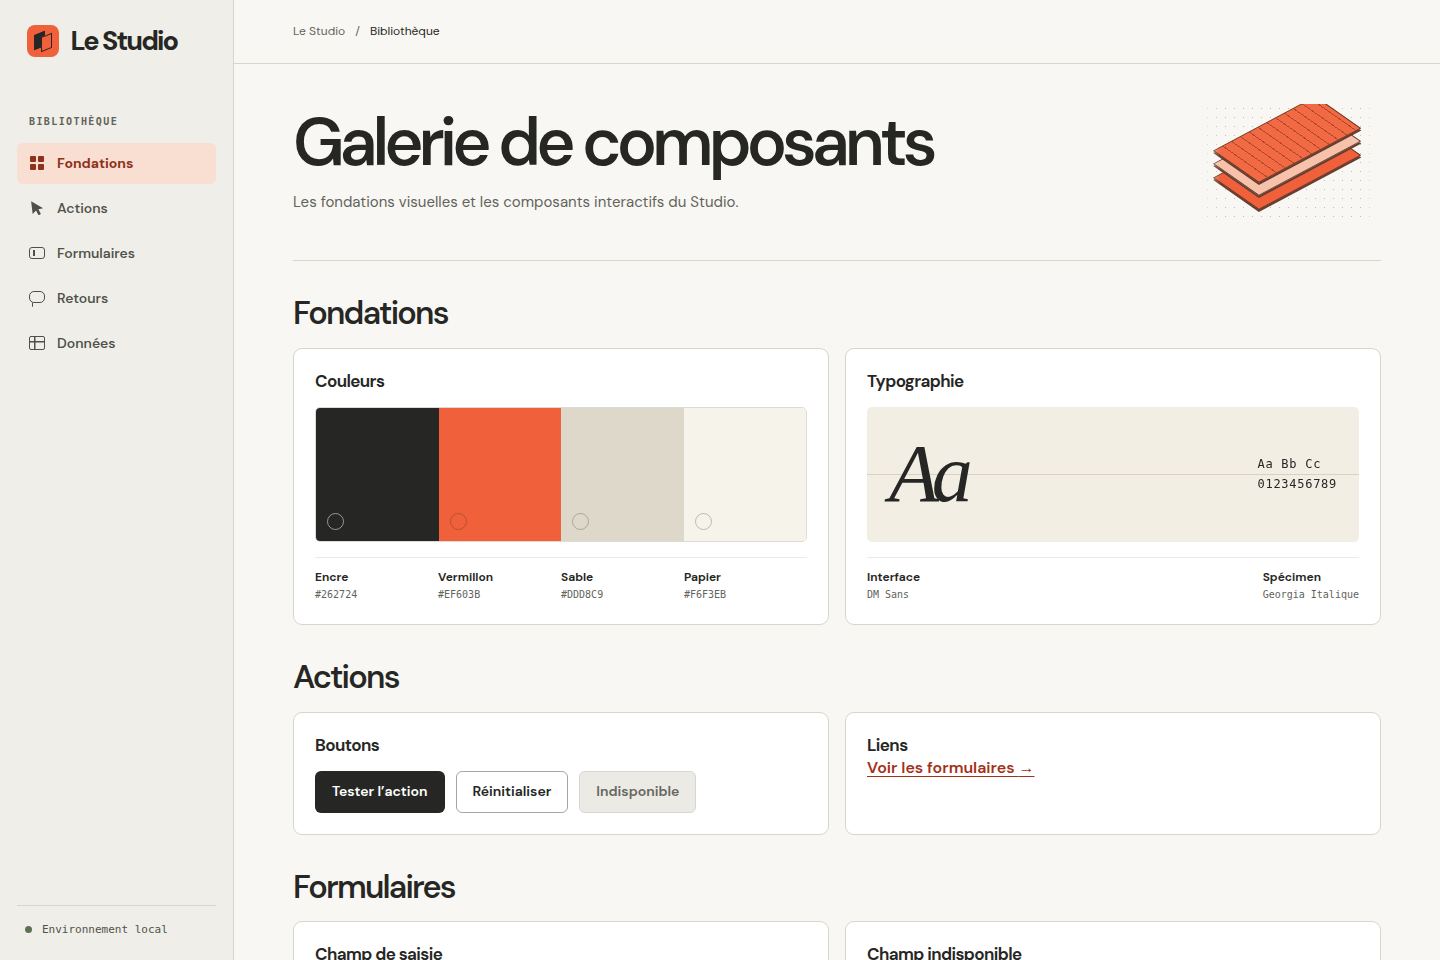 Le Studio
BIBLIOTHÈQUE
Fondations
Actions
Formulaires
Retours
Données
Environnement local
Le Studio / Bibliothèque
Galerie de composants
Les fondations visuelles et les composants interactifs du Studio.
Fondations
Couleurs
Encre
#262724
Vermillon
#EF603B
Sable
#DDD8C9
Papier
#F6F3EB
Typographie
Aa
Aa Bb Cc
0123456789
Interface
DM Sans
Spécimen
Georgia Italique
Actions
Boutons
Tester l’action
Réinitialiser
Indisponible
Liens
Voir les formulaires →
Formulaires
Champ de saisie
Champ indisponible